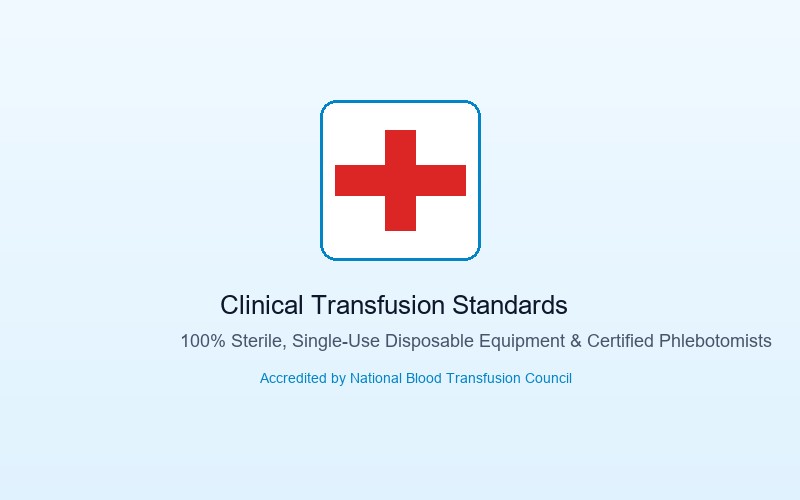 Clinical Transfusion Standards
100% Sterile, Single-Use Disposable Equipment & Certified Phlebotomists
Accredited by National Blood Transfusion Council